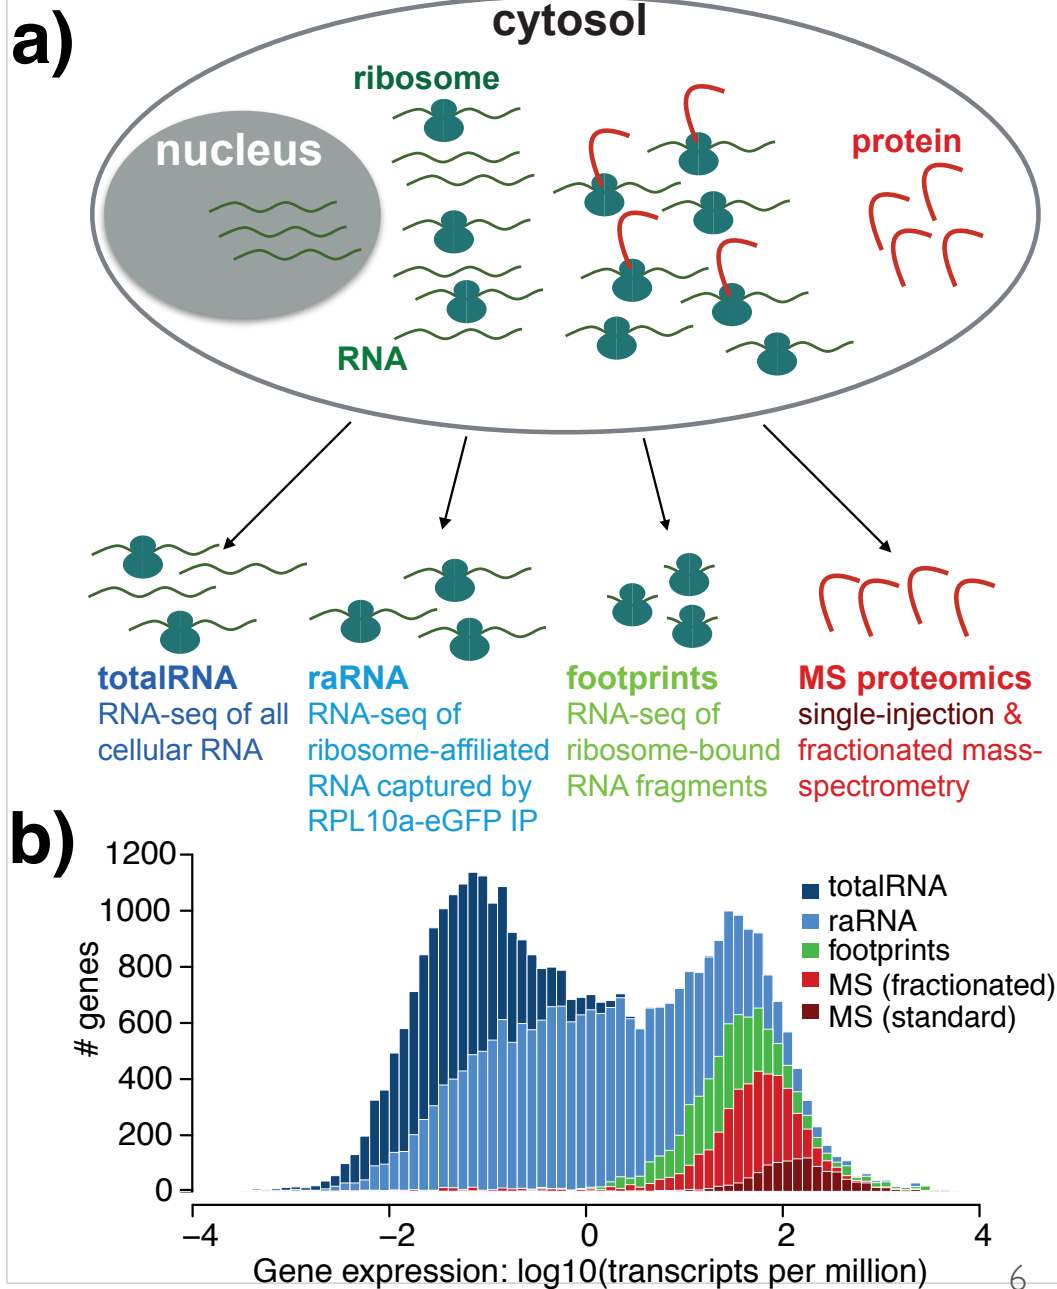 a)
cytosol
ribosome
nucleus
protein
RNA
totalRNA
RNA-seq of all
cellular RNA
raRNA
RNA-seq of
ribosome-affiliated
RNA captured by
RPL10a-eGFP IP
footprints
RNA-seq of
ribosome-bound
RNA fragments
MS proteomics
single-injection &
fractionated mass-
spectrometry
b)
# genes
1200
1000
800
600
400
200
0
totalRNA
raRNA
footprints
MS (fractionated)
MS (standard)
−4
−2
0
2
4
Gene expression: log10(transcripts per million)
6